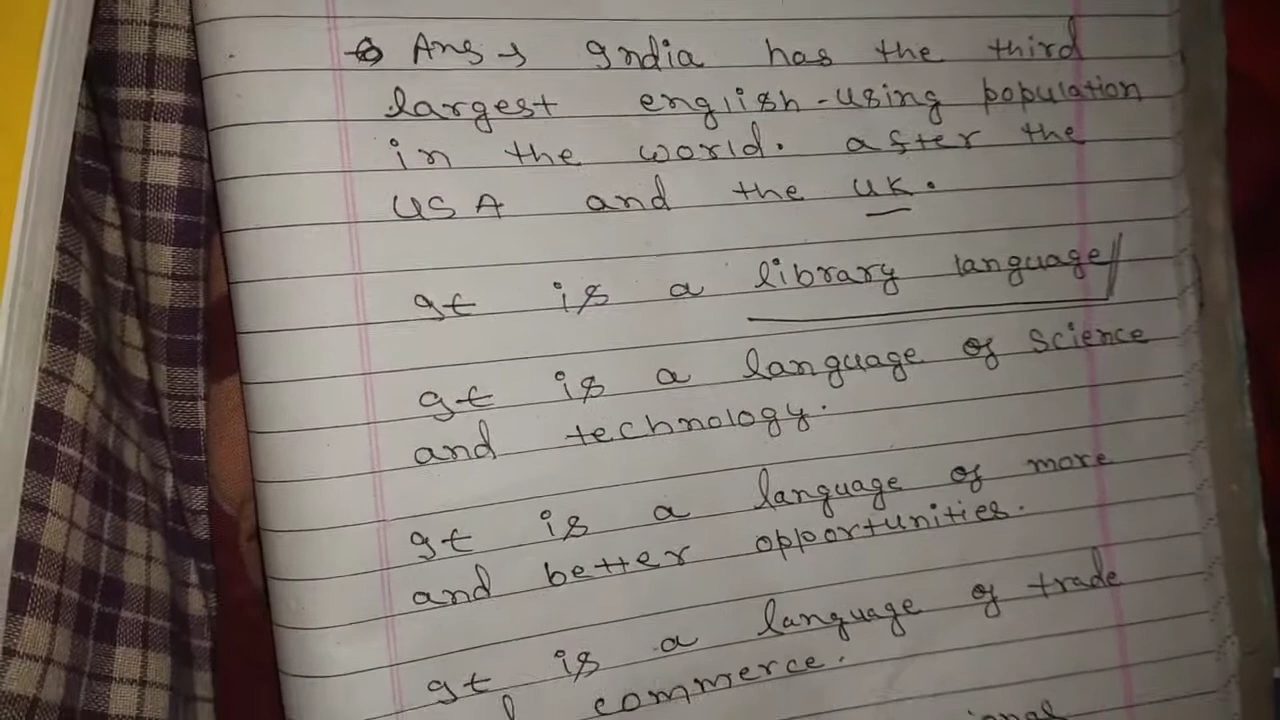 Ans → India has the third
largest english-using population
in the world. after the
USA and the UK.
It is a library language
It is a language of science
and technology.
It is a language of more
and better opportunities.
It is a language of trade
commerce.